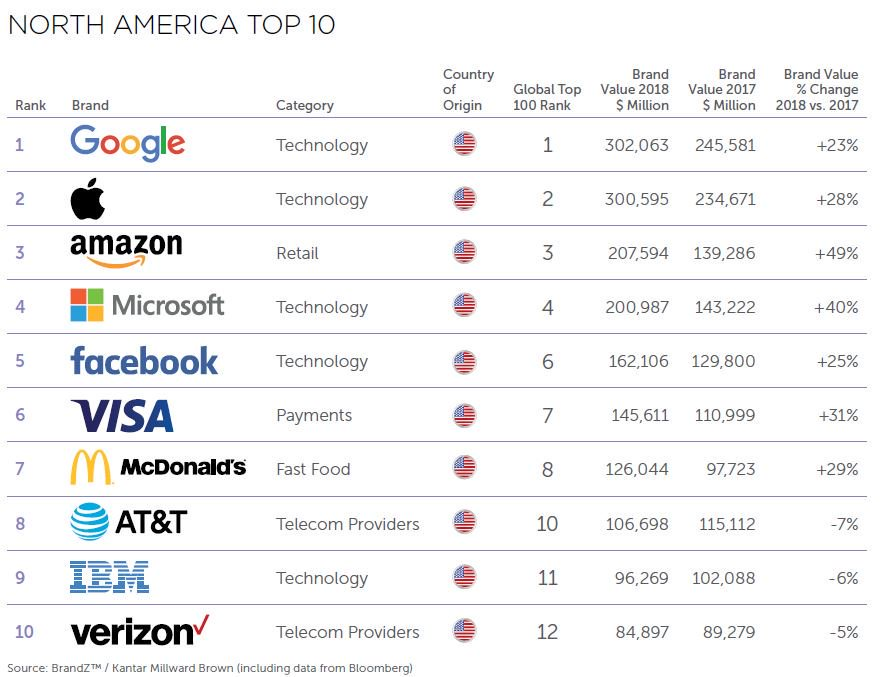 NORTH AMERICA TOP 10
Rank Brand Category Country of Origin Global Top 100 Rank Brand Value 2018 $ Million Brand Value 2017 $ Million Brand Value % Change 2018 vs. 2017
1 Google Technology 1 302,063 245,581 +23%
2 Technology 2 300,595 234,671 +28%
3 amazon Retail 3 207,594 139,286 +49%
4 Microsoft Technology 4 200,987 143,222 +40%
5 facebook Technology 6 162,106 129,800 +25%
6 VISA Payments 7 145,611 110,999 +31%
7 McDonald's Fast Food 8 126,044 97,723 +29%
8 AT&T Telecom Providers 10 106,698 115,112 -7%
9 IBM Technology 11 96,269 102,088 -6%
10 verizon Telecom Providers 12 84,897 89,279 -5%
Source: BrandZ™ / Kantar Millward Brown (including data from Bloomberg)